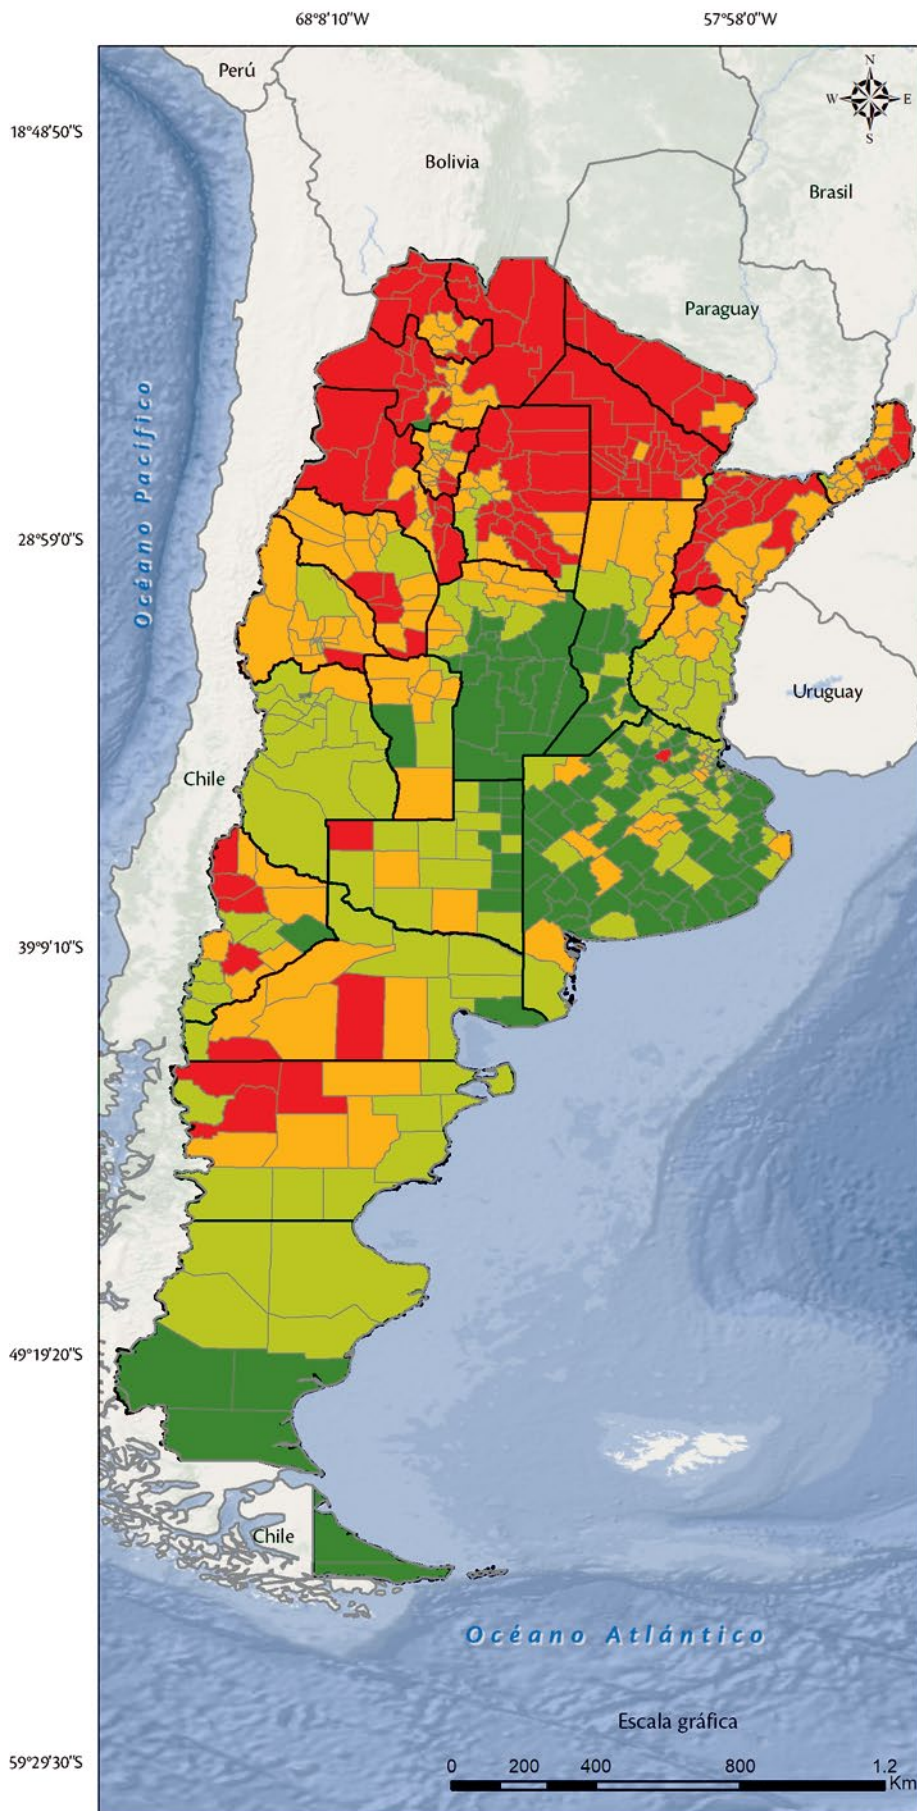 68°8'10"W 57°58'0"W
Perú
N
W E
S
18°48'50"S
Bolivia
Brasil
Paraguay
Océano Pacífico
28°59'0"S
Uruguay
Chile
39°9'10"S
49°19'20"S
Chile
Océano Atlántico
Escala gráfica
59°29'30"S
0 200 400 800 1.2
Km